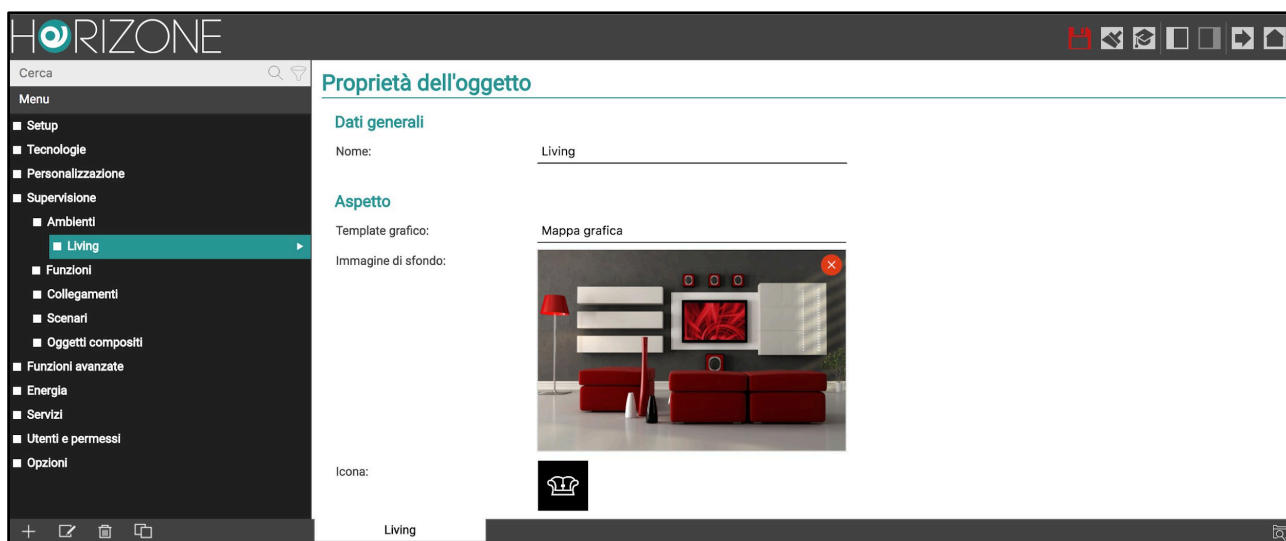 HORIZONE
Cerca
Menu
Setup
Tecnologie
Personalizzazione
Supervisione
Ambienti
Living
Funzioni
Collegamenti
Scenari
Oggetti compositi
Funzioni avanzate
Energia
Servizi
Utenti e permessi
Opzioni
Proprietà dell'oggetto
Dati generali
Nome: Living
Aspetto
Template grafico: Mappa grafica
Immagine di sfondo:
Icona:
Living